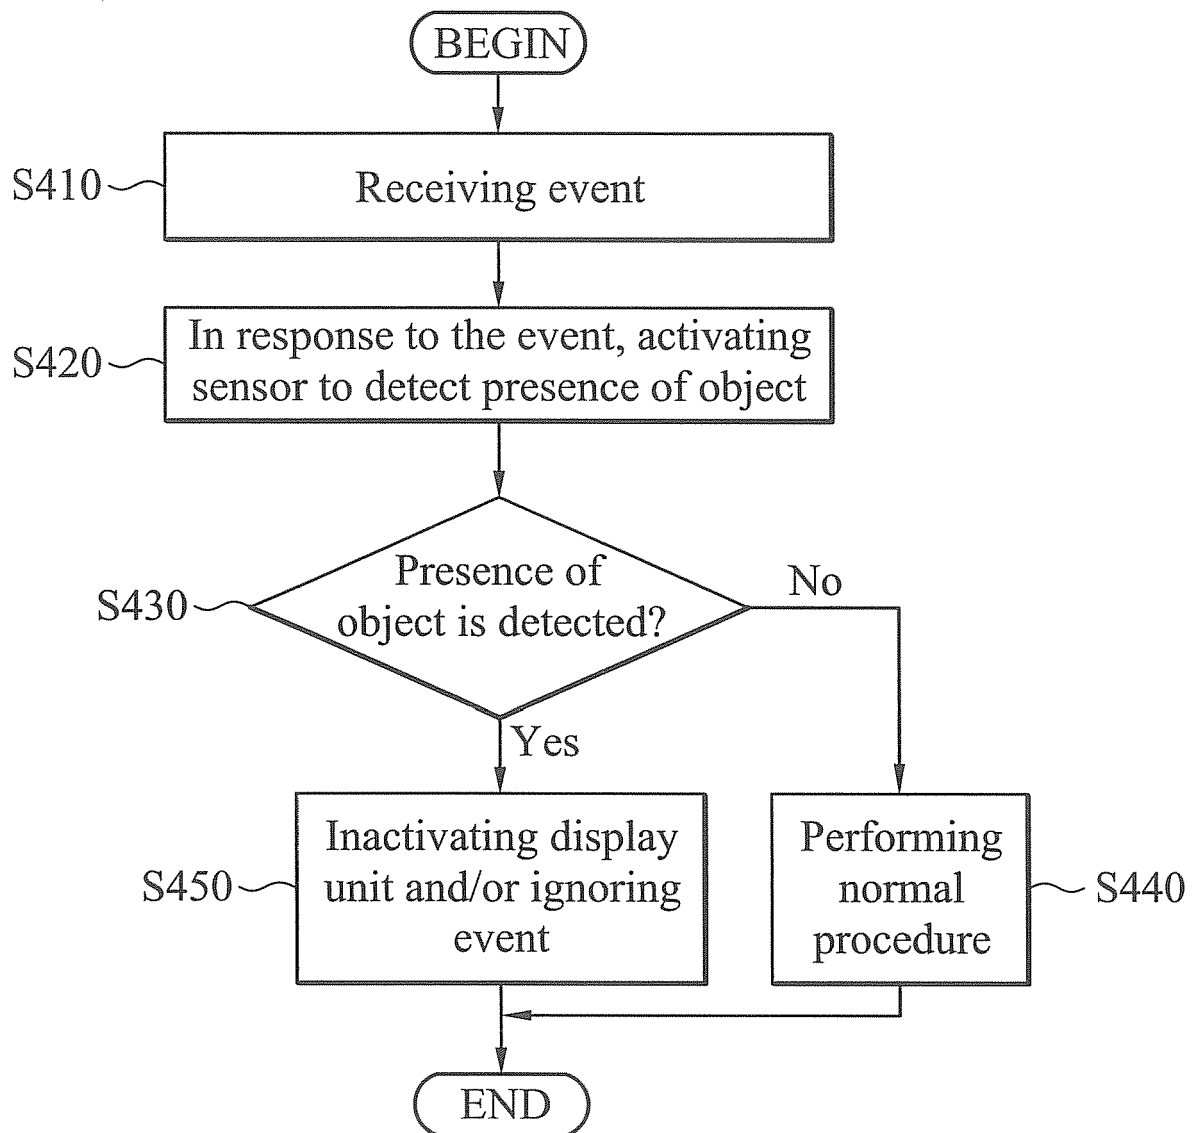 BEGIN
S410
Receiving event
S420
In response to the event, activating
sensor to detect presence of object
S430
Presence of
object is detected?
No
Yes
S450
Inactivating display
unit and/or ignoring
event
Performing
normal
procedure
S440
END